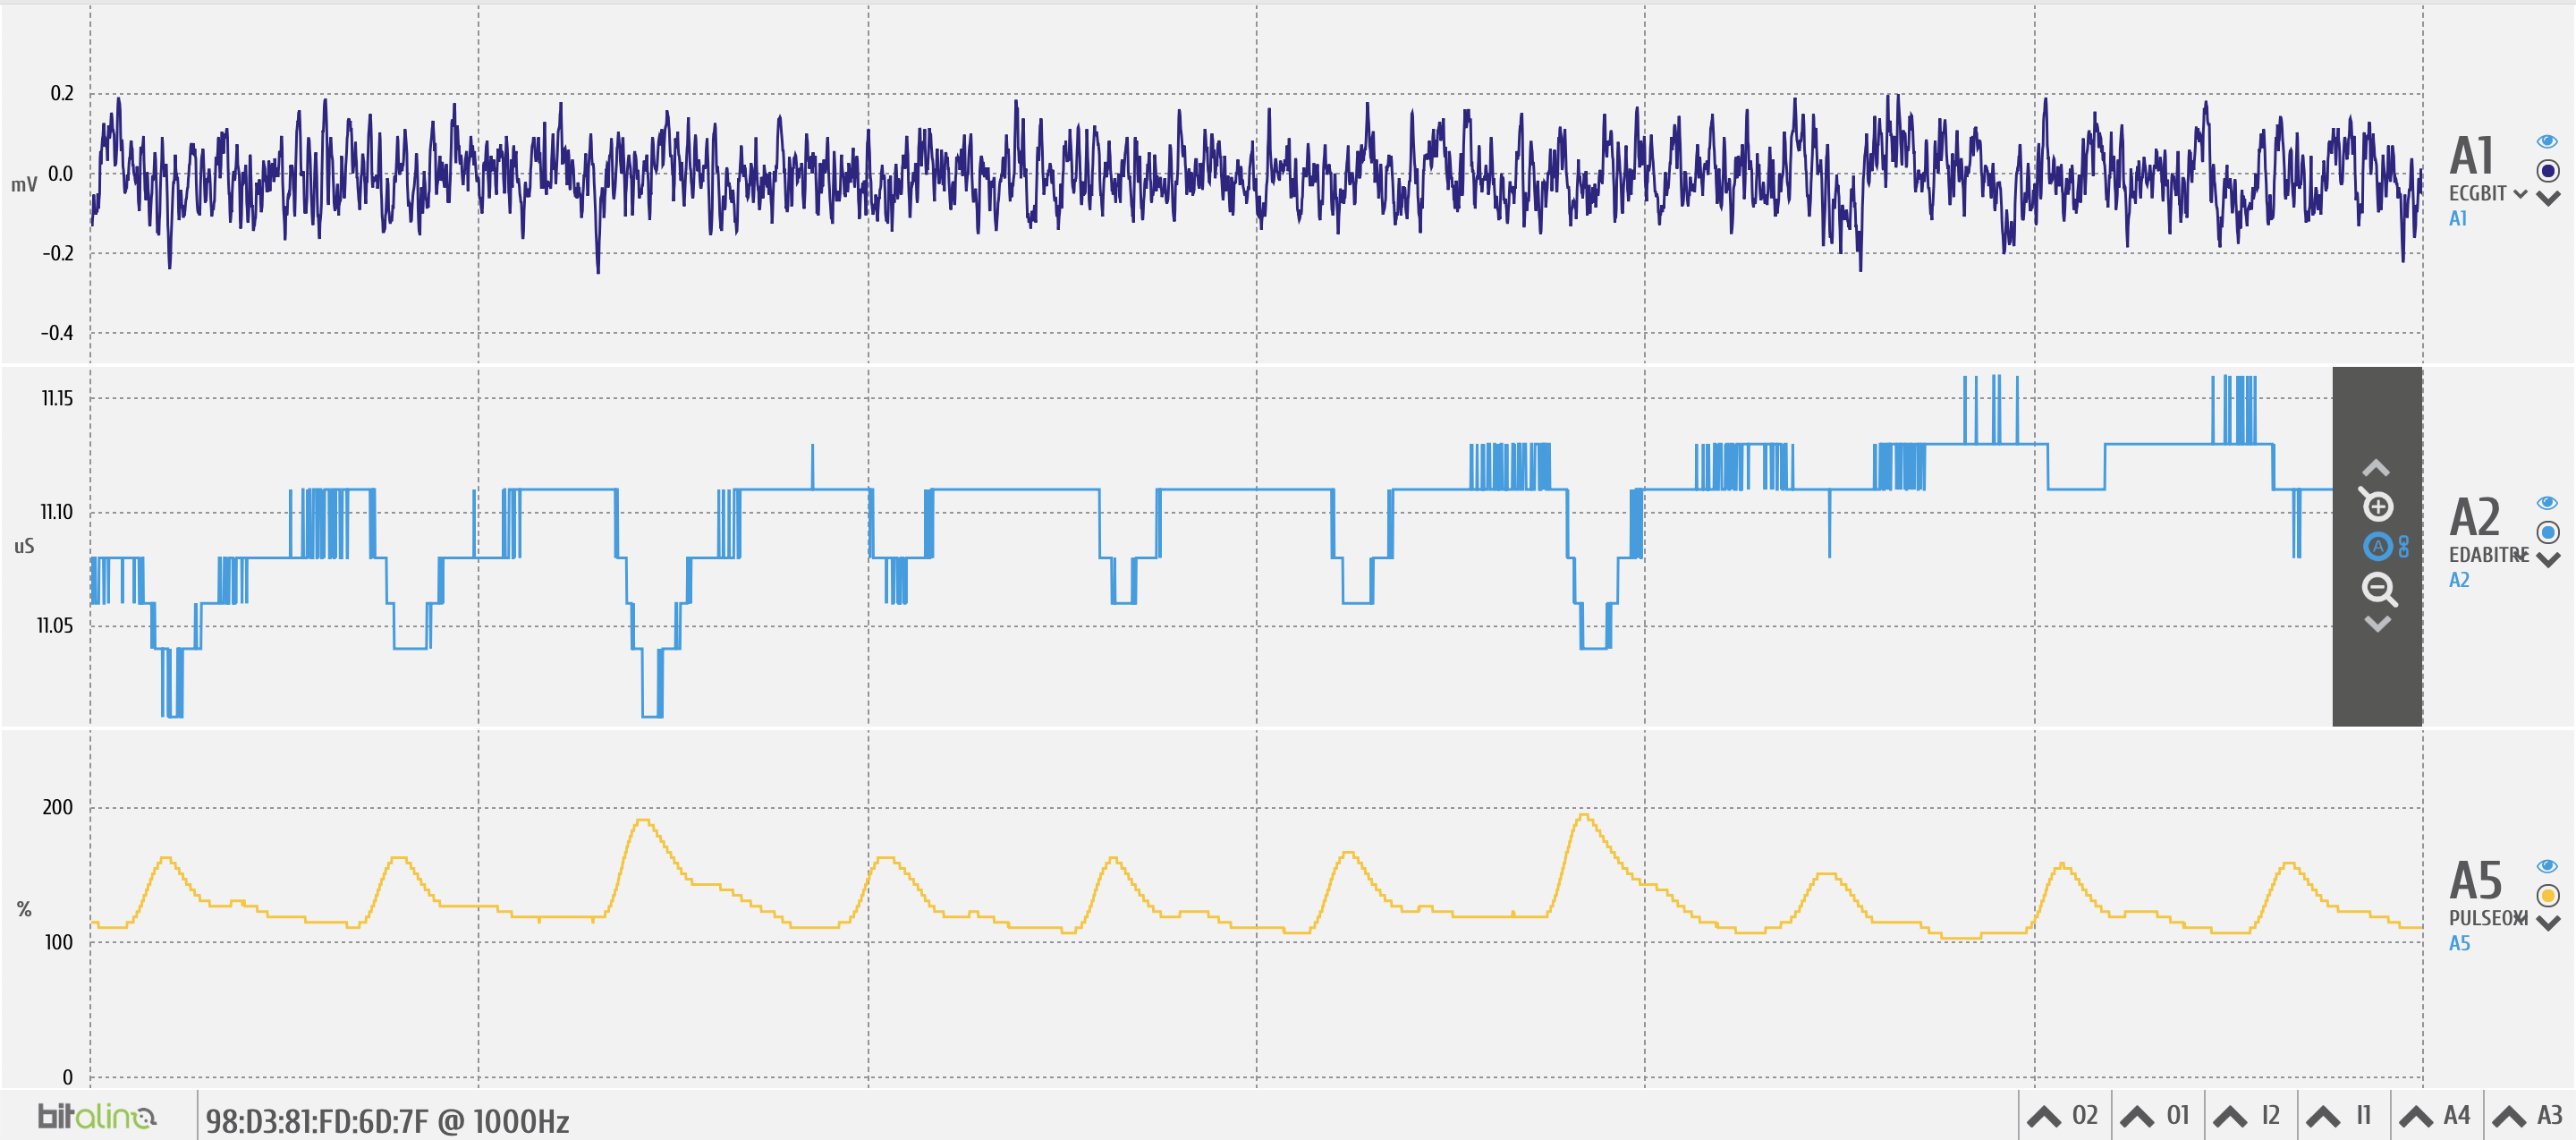 0.2
0.0
mV
-0.2
-0.4
A1
ECGBIT
A1
11.15
11.10
uS
11.05
A
A2
EDABITRE
A2
200
%
100
0
A5
PULSEOXI
A5
bitalino
98:D3:81:FD:6D:7F @ 1000Hz
O2
O1
I2
I1
A4
A3